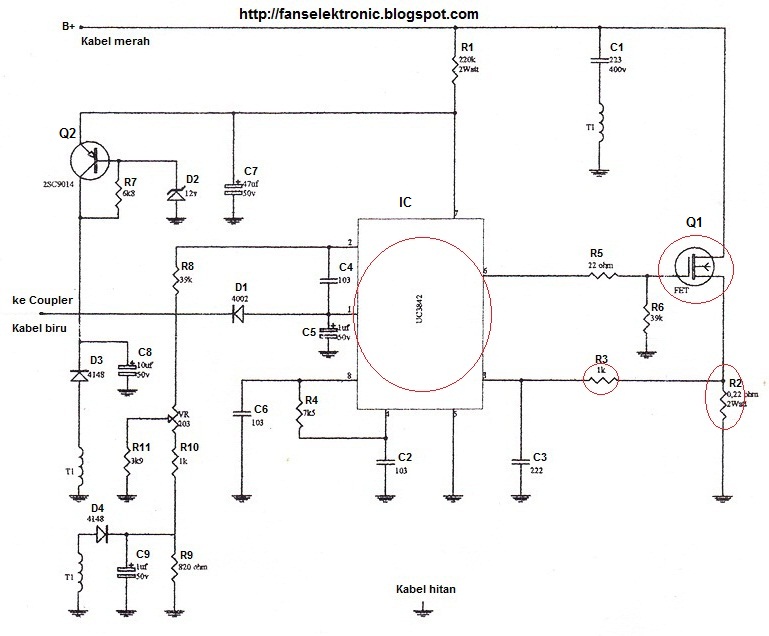 http://fanselektronic.blogspot.com
B+
Kabel merah
R1
220k
2Watt
C1
223
400v
T1
Q2
2SC9014
R7
6k8
D2
12v
C7
47uf
50v
IC
7
Q1
FET
2
R8
39k
C4
103
UC3842
6
R5
22 ohm
R6
39k
ke Coupler
Kabel biru
D1
4002
1
C5
1uf
50v
D3
4148
C8
10uf
50v
8
3
R3
1k
R2
0,22 ohm
2Watt
C6
103
R4
7k5
VR
203
R11
3k9
R10
1k
4
5
C2
103
C3
222
T1
D4
4148
T1
C9
1uf
50v
R9
820 ohm
Kabel hitan